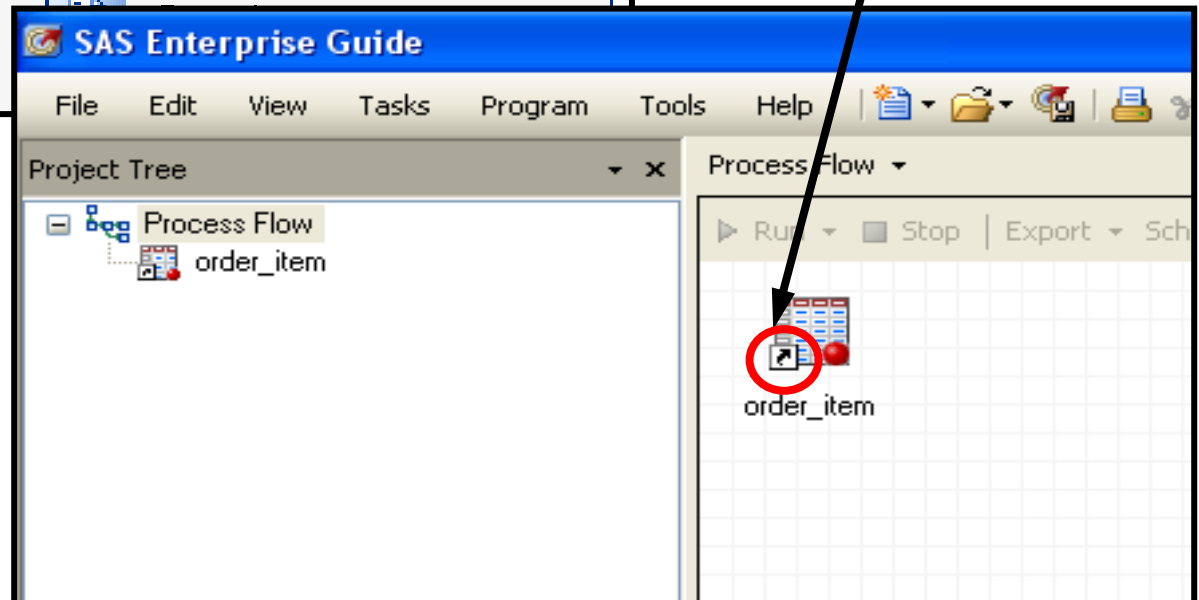 SAS Enterprise Guide
File Edit View Tasks Program Tools Help
Project Tree
Process Flow
order_item
Process Flow
Run Stop Export Sch
order_item